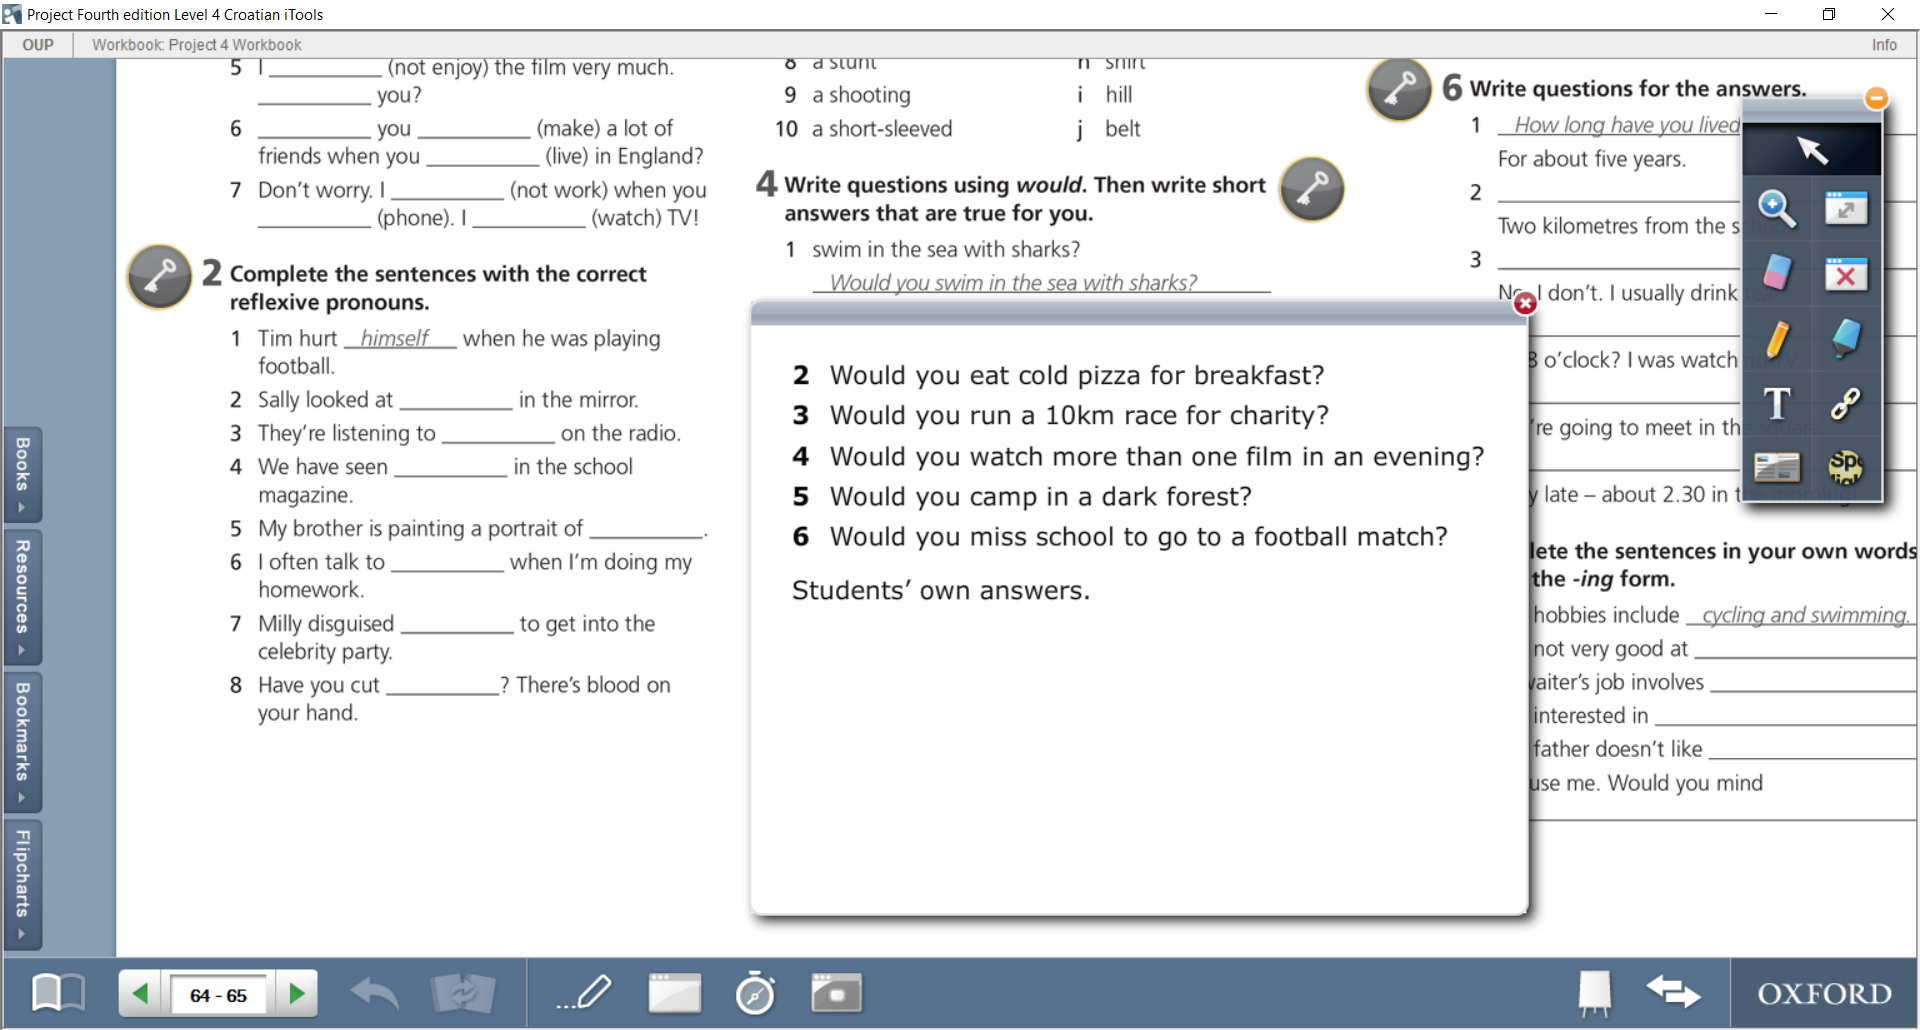 Project Fourth edition Level 4 Croatian iTools
OUP
Workbook: Project 4 Workbook
Info
5 I __________ (not enjoy) the film very much.
__________ you?
6 __________ you __________ (make) a lot of
friends when you __________ (live) in England?
7 Don't worry. I __________ (not work) when you
__________ (phone). I __________ (watch) TV!
2 Complete the sentences with the correct
reflexive pronouns.
1 Tim hurt himself when he was playing
football.
2 Sally looked at __________ in the mirror.
3 They're listening to __________ on the radio.
4 We have seen __________ in the school
magazine.
5 My brother is painting a portrait of __________.
6 I often talk to __________ when I'm doing my
homework.
7 Milly disguised __________ to get into the
celebrity party.
8 Have you cut __________? There's blood on
your hand.
8 a stunt h shirt
9 a shooting i hill
10 a short-sleeved j belt
4 Write questions using would. Then write short
answers that are true for you.
1 swim in the sea with sharks?
Would you swim in the sea with sharks?
2 Would you eat cold pizza for breakfast?
3 Would you run a 10km race for charity?
4 Would you watch more than one film in an evening?
5 Would you camp in a dark forest?
6 Would you miss school to go to a football match?
Students' own answers.
6 Write questions for the answers.
1 How long have you lived
For about five years.
2
Two kilometres from the
3
No, I don't. I usually drink
8 o'clock? I was watch
're going to meet in the
late – about 2.30 in
lete the sentences in your own words
the -ing form.
hobbies include cycling and swimming.
not very good at
aiter's job involves
interested in
father doesn't like
use me. Would you mind
T
Books
Resources
Bookmarks
Flipcharts
64 - 65
OXFORD